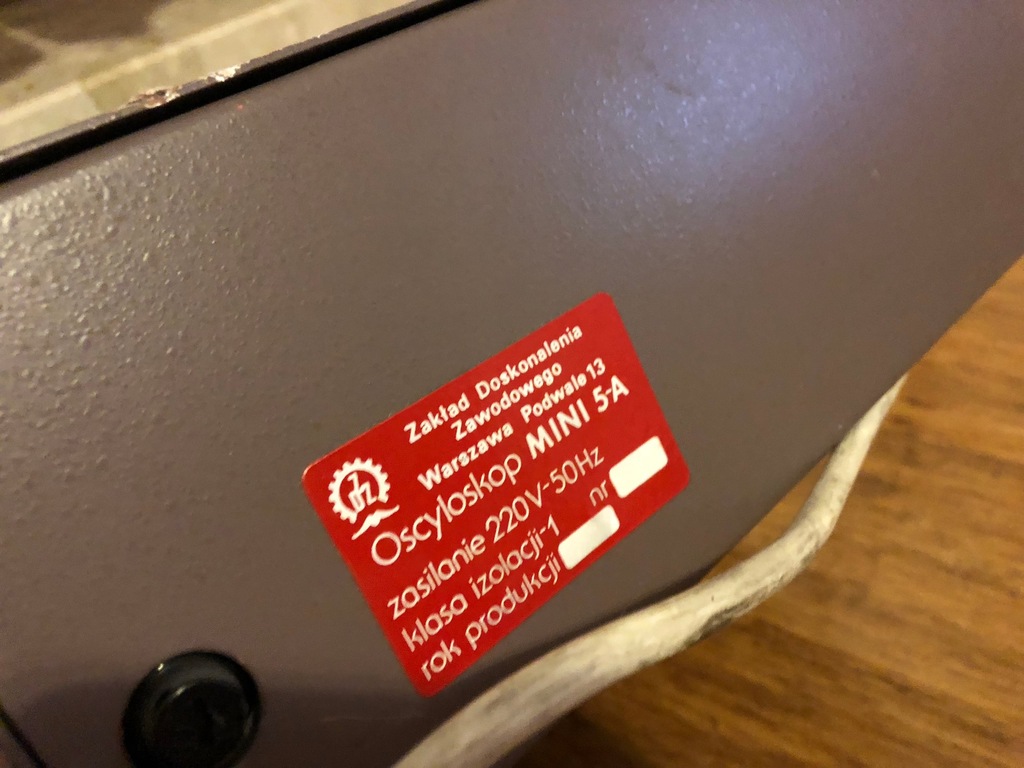 Zakład Doskonalenia
Zawodowego
Warszawa Podwale 13
Oscyloskop MINI 5-A
zasilanie 220V~50Hz
klasa izolacji-1 nr
rok produkcji